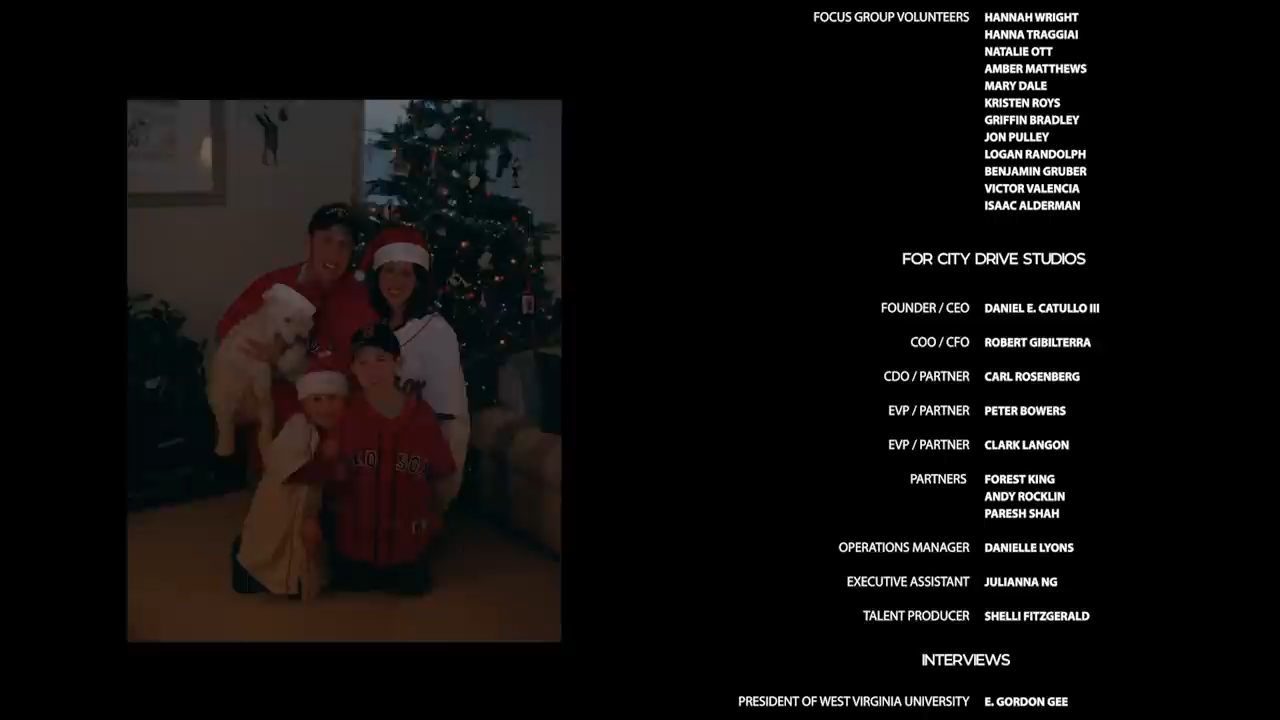 FOCUS GROUP VOLUNTEERS HANNAH WRIGHT
HANNA TRAGGIAI
NATALIE OTT
AMBER MATTHEWS
MARY DALE
KRISTEN ROYS
GRIFFIN BRADLEY
JON PULLEY
LOGAN RANDOLPH
BENJAMIN GRUBER
VICTOR VALENCIA
ISAAC ALDERMAN
FOR CITY DRIVE STUDIOS
FOUNDER / CEO DANIEL E. CATULLO III
COO / CFO ROBERT GIBILTERRA
CDO / PARTNER CARL ROSENBERG
EVP / PARTNER PETER BOWERS
EVP / PARTNER CLARK LANGON
PARTNERS FOREST KING
ANDY ROCKLIN
PARESH SHAH
OPERATIONS MANAGER DANIELLE LYONS
EXECUTIVE ASSISTANT JULIANNA NG
TALENT PRODUCER SHELLI FITZGERALD
INTERVIEWS
PRESIDENT OF WEST VIRGINIA UNIVERSITY E. GORDON GEE